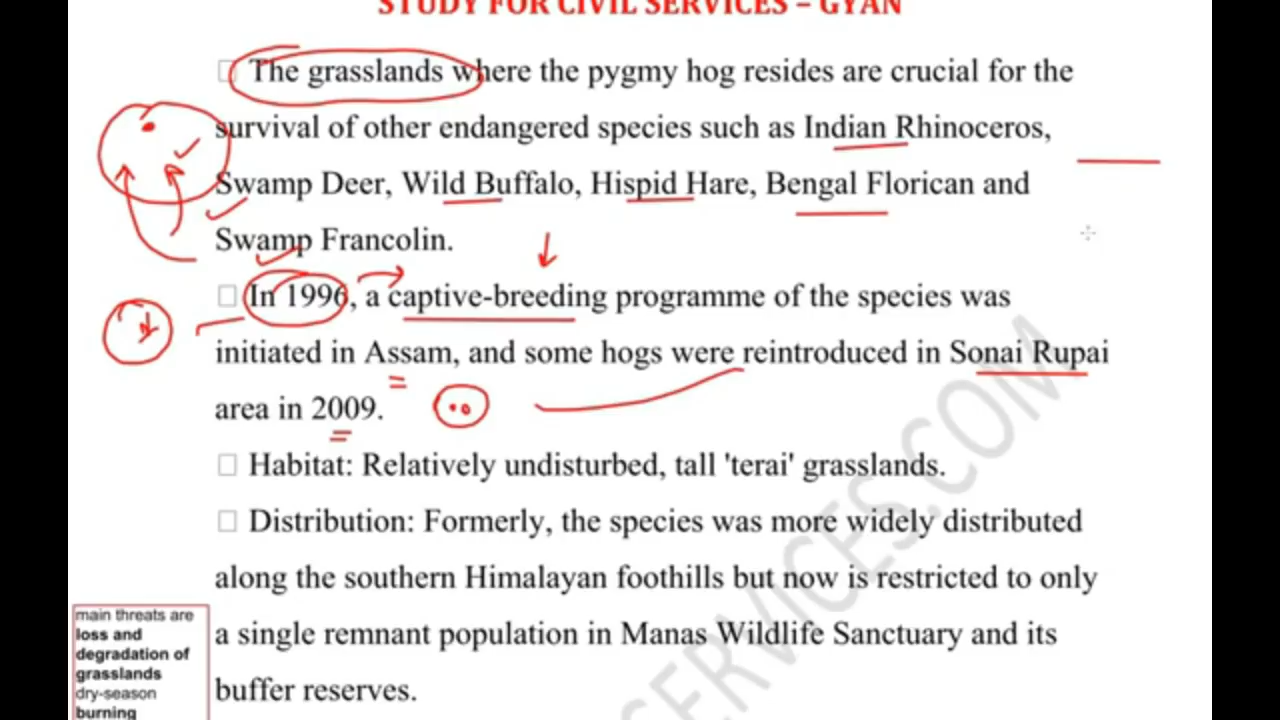 STUDY FOR CIVIL SERVICES – GYAN
The grasslands where the pygmy hog resides are crucial for the
survival of other endangered species such as Indian Rhinoceros,
Swamp Deer, Wild Buffalo, Hispid Hare, Bengal Florican and
Swamp Francolin.
In 1996, a captive-breeding programme of the species was
initiated in Assam, and some hogs were reintroduced in Sonai Rupai
area in 2009.
Habitat: Relatively undisturbed, tall 'terai' grasslands.
Distribution: Formerly, the species was more widely distributed
along the southern Himalayan foothills but now is restricted to only
a single remnant population in Manas Wildlife Sanctuary and its
buffer reserves.
main threats are
loss and
degradation of
grasslands
dry-season
burning
SERVICES.COM